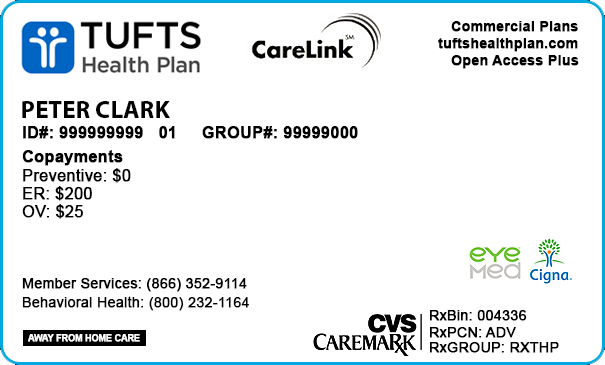 TUFTS
Health Plan
CareLink SM
Commercial Plans
tuftshealthplan.com
Open Access Plus
PETER CLARK
ID#: 999999999 01 GROUP#: 99999000
Copayments
Preventive: $0
ER: $200
OV: $25
eye
med
Cigna.
Member Services: (866) 352-9114
Behavioral Health: (800) 232-1164
AWAY FROM HOME CARE
CVS
CAREMARK
RxBin: 004336
RxPCN: ADV
RxGROUP: RXTHP